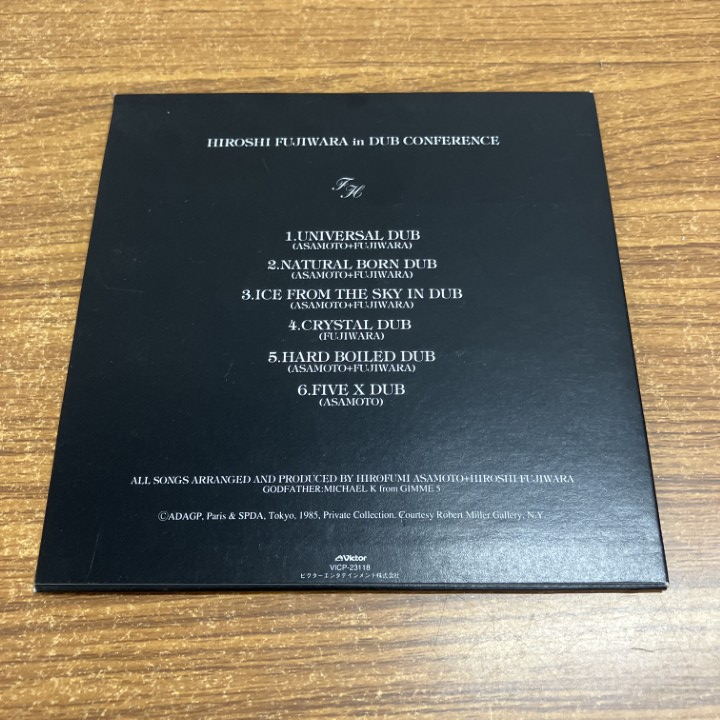 HIROSHI FUJIWARA in DUB CONFERENCE
FH
1.UNIVERSAL DUB
(ASAMOTO+FUJIWARA)
2.NATURAL BORN DUB
(ASAMOTO+FUJIWARA)
3.ICE FROM THE SKY IN DUB
(ASAMOTO+FUJIWARA)
4.CRYSTAL DUB
(FUJIWARA)
5.HARD BOILED DUB
(ASAMOTO+FUJIWARA)
6.FIVE X DUB
(ASAMOTO)
ALL SONGS ARRANGED AND PRODUCED BY HIROFUMI ASAMOTO+HIROSHI FUJIWARA
GODFATHER:MICHAEL K from GIMME 5
©ADAGP, Paris & SPDA, Tokyo, 1985, Private Collection. Courtesy Robert Miller Gallery, N.Y.
Victor
VICP-23118
ビクターエンタテインメント株式会社